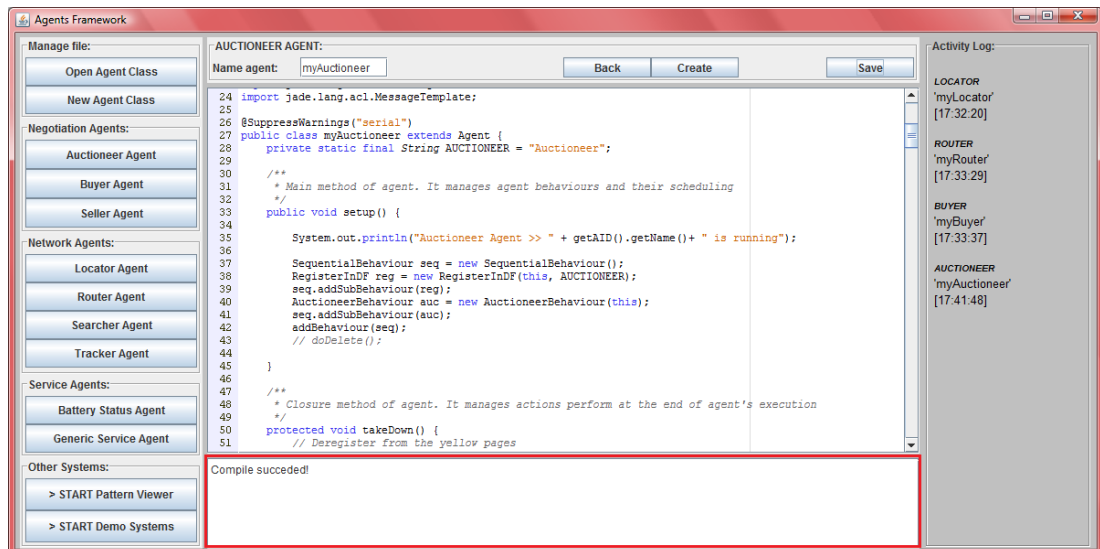 Agents Framework
Manage file:
Open Agent Class
New Agent Class
Negotiation Agents:
Auctioneer Agent
Buyer Agent
Seller Agent
Network Agents:
Locator Agent
Router Agent
Searcher Agent
Tracker Agent
Service Agents:
Battery Status Agent
Generic Service Agent
Other Systems:
> START Pattern Viewer
> START Demo Systems
AUCTIONEER AGENT:
Name agent: myAuctioneer Back Create Save
24 import jade.lang.acl.MessageTemplate;
25
26 @SuppressWarnings("serial")
27 public class myAuctioneer extends Agent {
28 private static final String AUCTIONEER = "Auctioneer";
29
30 /**
31 * Main method of agent. It manages agent behaviours and their scheduling
32 */
33 public void setup() {
34
35 System.out.println("Auctioneer Agent >> " + getAID().getName()+ " is running");
36
37 SequentialBehaviour seq = new SequentialBehaviour();
38 RegisterInDF reg = new RegisterInDF(this, AUCTIONEER);
39 seq.addSubBehaviour(reg);
40 AuctioneerBehaviour auc = new AuctioneerBehaviour(this);
41 seq.addSubBehaviour(auc);
42 addBehaviour(seq);
43 // doDelete();
44
45 }
46
47 /**
48 * Closure method of agent. It manages actions perform at the end of agent's execution
49 */
50 protected void takeDown() {
51 // Deregister from the yellow pages
Compile succeded!
Activity Log:
LOCATOR
'myLocator'
[17:32:20]
ROUTER
'myRouter'
[17:33:29]
BUYER
'myBuyer'
[17:33:37]
AUCTIONEER
'myAuctioneer'
[17:41:48]